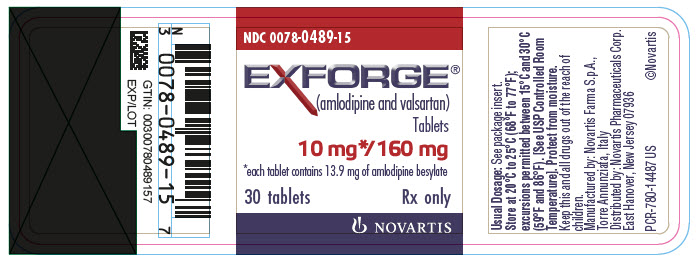 NDC 0078-0489-15
EXFORGE®
(amlodipine and valsartan)
Tablets
10 mg*/160 mg
*each tablet contains 13.9 mg of amlodipine besylate
30 tablets Rx only
NOVARTIS
N
3 0078-0489-15 7
GTIN: 00300780489157
EXP/LOT
Usual Dosage: See package insert.
Store at 20°C to 25°C (68°F to 77°F);
excursions permitted between 15°C and 30°C
(59°F and 86°F). (See USP Controlled Room
Temperature). Protect from moisture.
Keep this and all drugs out of the reach of
children.
Manufactured by: Novartis Farma S.p.A.,
Torre Annunziata, Italy
Distributed by: Novartis Pharmaceuticals Corp.
East Hanover, New Jersey 07936
PCR-780-14487 US ©Novartis